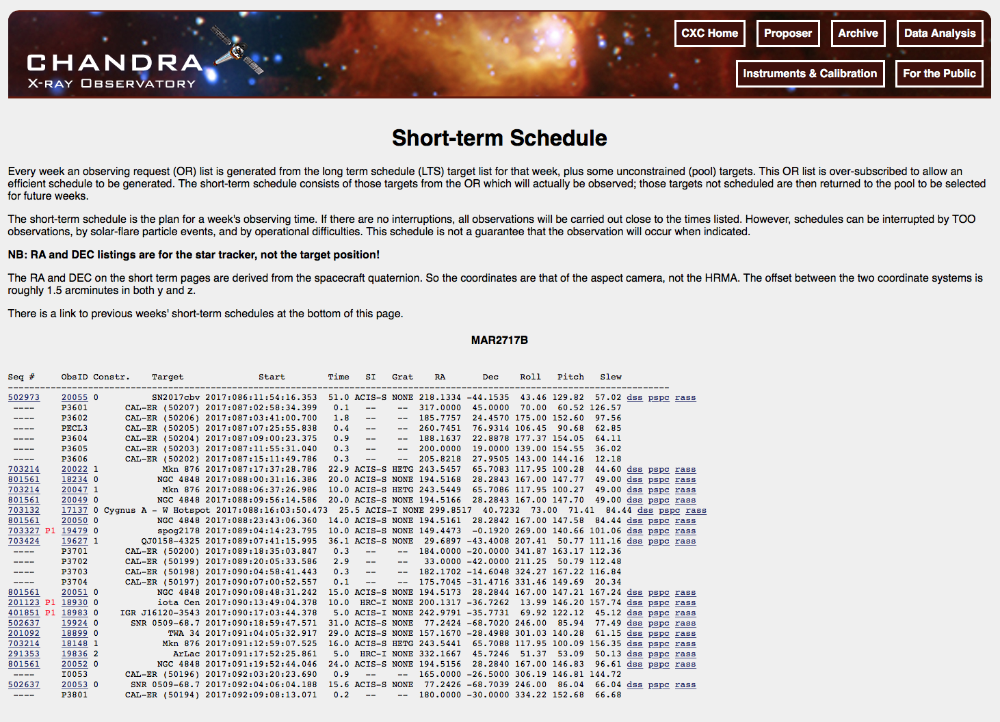 CHANDRA
X-RAY OBSERVATORY
CXC Home
Proposer
Archive
Data Analysis
Instruments & Calibration
For the Public
Short-term Schedule
Every week an observing request (OR) list is generated from the long term schedule (LTS) target list for that week, plus some unconstrained (pool) targets. This OR list is over-subscribed to allow an
efficient schedule to be generated. The short-term schedule consists of those targets from the OR which will actually be observed; those targets not scheduled are then returned to the pool to be selected
for future weeks.
The short-term schedule is the plan for a week's observing time. If there are no interruptions, all observations will be carried out close to the times listed. However, schedules can be interrupted by TOO
observations, by solar-flare particle events, and by operational difficulties. This schedule is not a guarantee that the observation will occur when indicated.
NB: RA and DEC listings are for the star tracker, not the target position!
The RA and DEC on the short term pages are derived from the spacecraft quaternion. So the coordinates are that of the aspect camera, not the HRMA. The offset between the two coordinate systems is
roughly 1.5 arcminutes in both y and z.
There is a link to previous weeks' short-term schedules at the bottom of this page.
MAR2717B
Seq # ObsID Constr. Target Start Time SI Grat RA Dec Roll Pitch Slew
502973 20055 0 SN2017cbv 2017:086:11:54:16.353 51.0 ACIS-S NONE 218.1334 -44.1535 43.46 129.82 57.02 dss pspc rass
---- P3601 CAL-ER (50207) 2017:087:02:58:34.399 0.1 -- -- 317.0000 45.0000 70.00 60.52 126.57
---- P3602 CAL-ER (50206) 2017:087:03:41:00.700 1.8 -- -- 185.7757 24.4570 175.00 152.60 97.56
---- PECL3 CAL-ER (50205) 2017:087:07:25:55.838 0.4 -- -- 260.7451 76.9314 106.45 90.68 62.85
---- P3604 CAL-ER (50204) 2017:087:09:00:23.375 0.9 -- -- 188.1637 22.8878 177.37 154.05 64.11
---- P3605 CAL-ER (50203) 2017:087:11:55:31.040 0.3 -- -- 200.0000 19.0000 139.00 154.55 36.02
---- P3606 CAL-ER (50202) 2017:087:15:11:49.786 0.3 -- -- 205.8218 27.9505 143.00 144.16 12.18
703214 20022 1 Mkn 876 2017:087:17:37:28.786 22.9 ACIS-S HETG 243.5457 65.7083 117.95 100.28 44.60 dss pspc rass
801561 18234 0 NGC 4848 2017:088:00:31:16.386 20.0 ACIS-S NONE 194.5168 28.2843 167.00 147.77 49.00 dss pspc rass
703214 20047 1 Mkn 876 2017:088:06:37:26.986 10.0 ACIS-S HETG 243.5449 65.7086 117.95 100.27 49.00 dss pspc rass
801561 20049 0 NGC 4848 2017:088:09:56:14.586 20.0 ACIS-S NONE 194.5166 28.2843 167.00 147.70 49.00 dss pspc rass
703132 17137 0 Cygnus A - W Hotspot 2017:088:16:03:50.473 25.5 ACIS-I NONE 299.8517 40.7232 73.00 71.41 84.44 dss pspc rass
801561 20050 0 NGC 4848 2017:088:23:43:06.360 14.0 ACIS-S NONE 194.5161 28.2842 167.00 147.58 84.44 dss pspc rass
703327 P1 19479 0 spog2178 2017:089:04:14:23.795 10.0 ACIS-S NONE 149.4473 -0.1920 269.00 140.66 101.06 dss pspc rass
703424 19627 1 QJ0158-4325 2017:089:07:41:15.995 36.1 ACIS-S NONE 29.6897 -43.4008 207.41 50.77 111.16 dss pspc rass
---- P3701 CAL-ER (50200) 2017:089:18:35:03.847 0.3 -- -- 184.0000 -20.0000 341.87 163.17 112.36
---- P3702 CAL-ER (50199) 2017:089:20:05:33.586 2.9 -- -- 33.0000 -42.0000 211.25 50.79 112.48
---- P3703 CAL-ER (50198) 2017:090:04:58:41.443 0.3 -- -- 182.1702 -14.6048 324.27 167.22 116.84
---- P3704 CAL-ER (50197) 2017:090:07:00:52.557 0.1 -- -- 175.7045 -31.4716 331.46 149.69 20.34
801561 20051 0 NGC 4848 2017:090:08:48:31.242 15.0 ACIS-S NONE 194.5173 28.2844 167.00 147.21 167.24 dss pspc rass
201123 P1 18930 0 iota Cen 2017:090:13:49:04.378 10.0 HRC-I NONE 200.1317 -36.7262 13.99 146.20 157.74 dss pspc rass
401851 P1 18983 0 IGR J16120-3543 2017:090:17:03:44.378 5.0 ACIS-I NONE 242.9791 -35.7731 69.92 122.12 45.12 dss pspc rass
502637 19924 0 SNR 0509-68.7 2017:090:18:59:47.571 31.0 ACIS-S NONE 77.2424 -68.7020 246.00 85.94 77.49 dss pspc rass
201092 18899 0 TWA 34 2017:091:04:05:32.917 29.0 ACIS-S NONE 157.1670 -28.4988 301.03 140.28 61.15 dss pspc rass
703214 18148 1 Mkn 876 2017:091:12:59:07.525 16.0 ACIS-S HETG 243.5441 65.7088 117.95 100.09 156.35 dss pspc rass
291353 19836 2 ArLac 2017:091:17:52:25.861 5.0 HRC-I NONE 332.1667 45.7246 51.37 53.09 50.13 dss pspc rass
801561 20052 0 NGC 4848 2017:091:19:52:44.046 24.0 ACIS-S NONE 194.5156 28.2840 167.00 146.83 96.61 dss pspc rass
---- I0053 CAL-ER (50196) 2017:092:03:20:23.690 0.9 -- -- 165.0000 -26.5000 306.19 146.81 144.72
502637 20053 0 SNR 0509-68.7 2017:092:04:06:04.188 15.6 ACIS-S NONE 77.2426 -68.7039 246.00 86.04 66.04 dss pspc rass
---- P3801 CAL-ER (50194) 2017:092:09:08:13.071 0.2 -- -- 180.0000 -30.0000 334.22 152.68 66.68